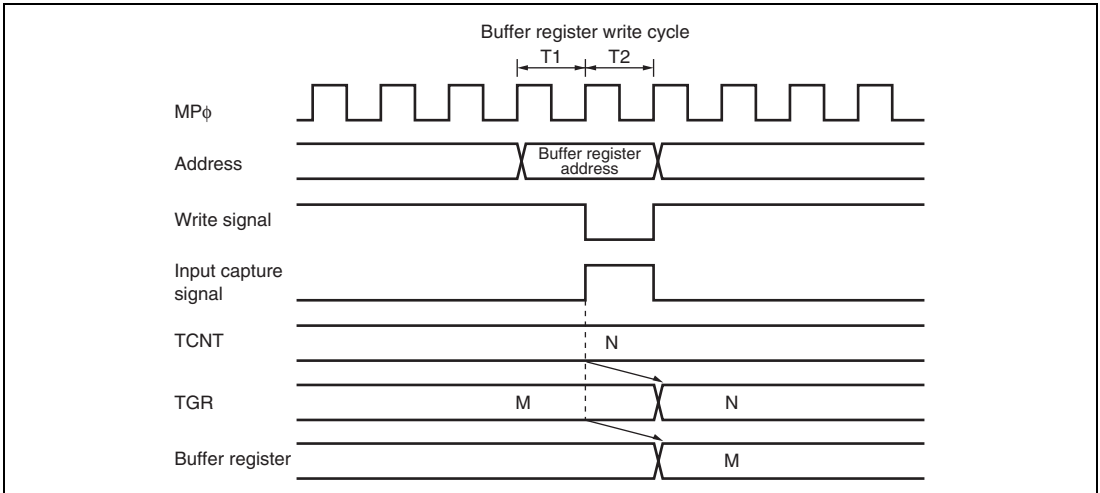 Buffer register write cycle
T1 T2
MPϕ
Address
Buffer register
address
Write signal
Input capture
signal
TCNT
N
TGR
M N
Buffer register
M